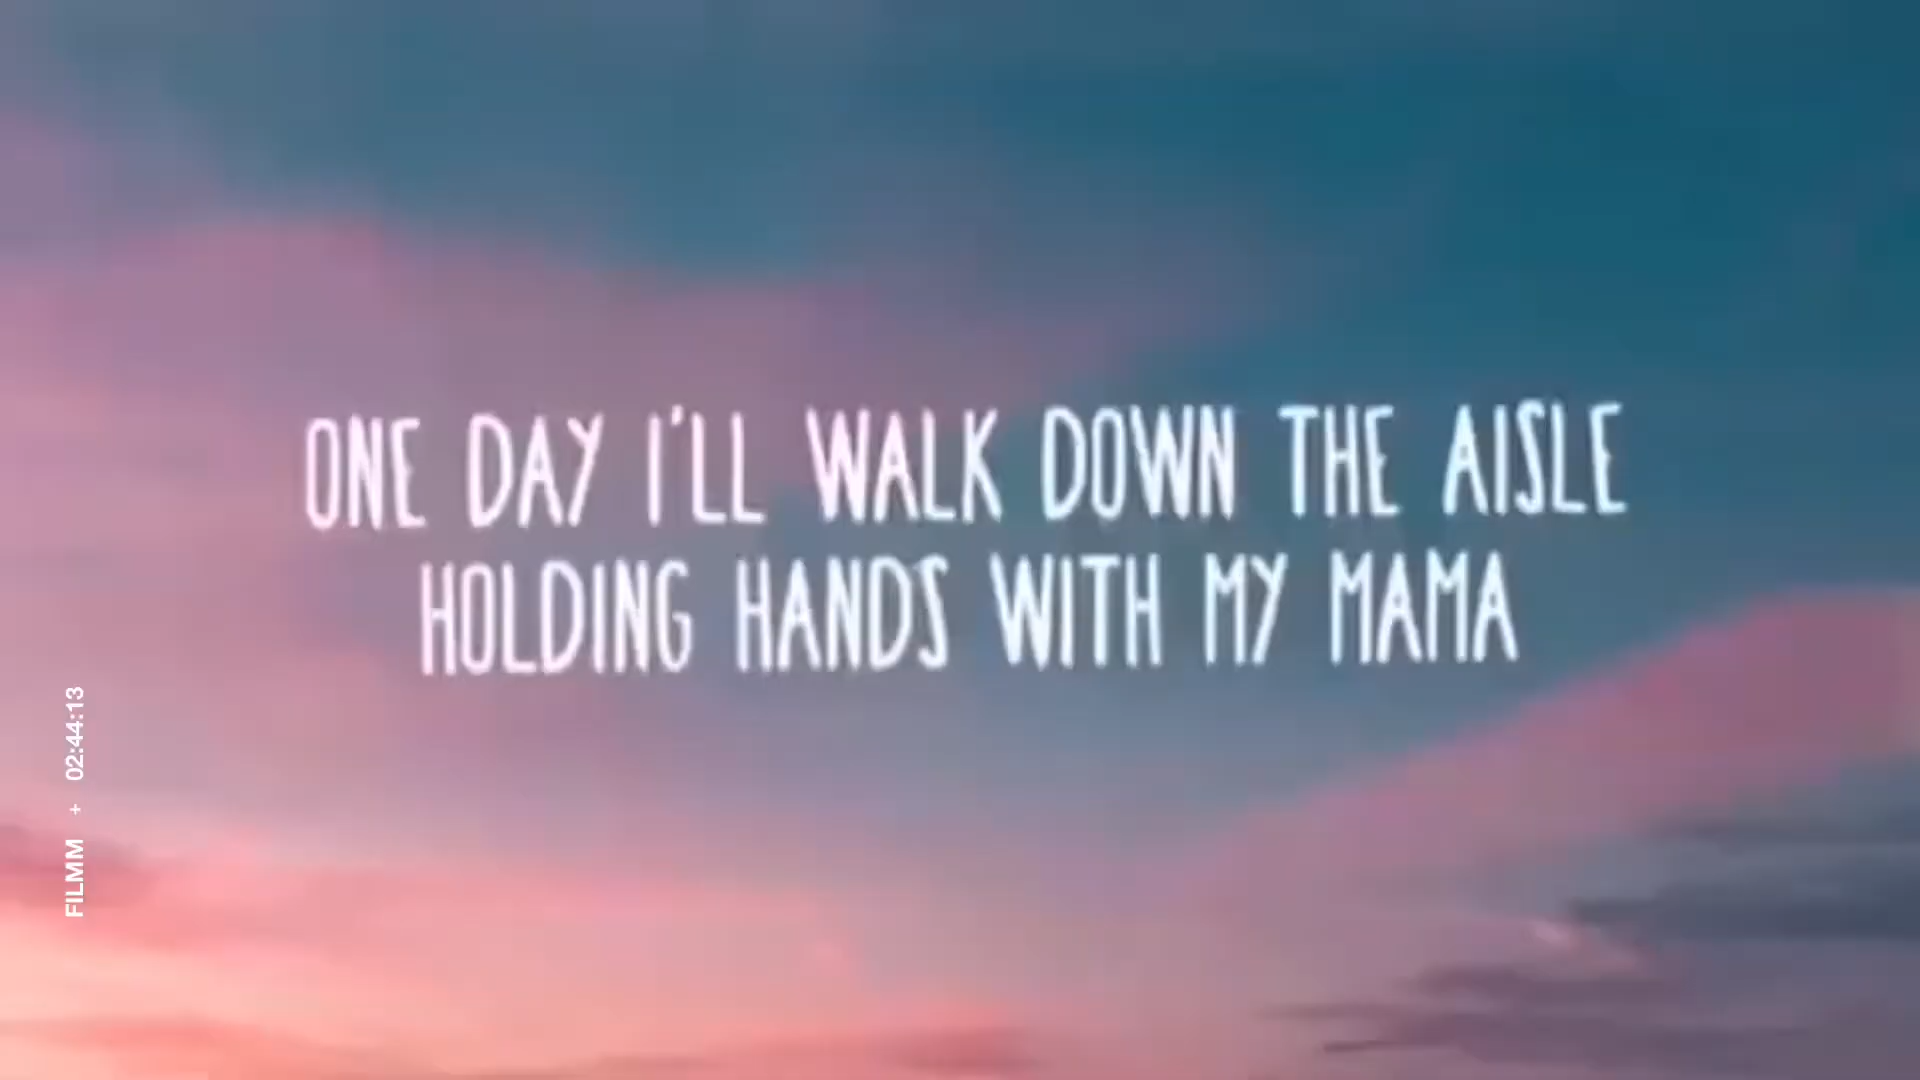 ONE DAY I'LL WALK DOWN THE AISLE
HOLDING HANDS WITH MY MAMA
FILMM + 02:44:13